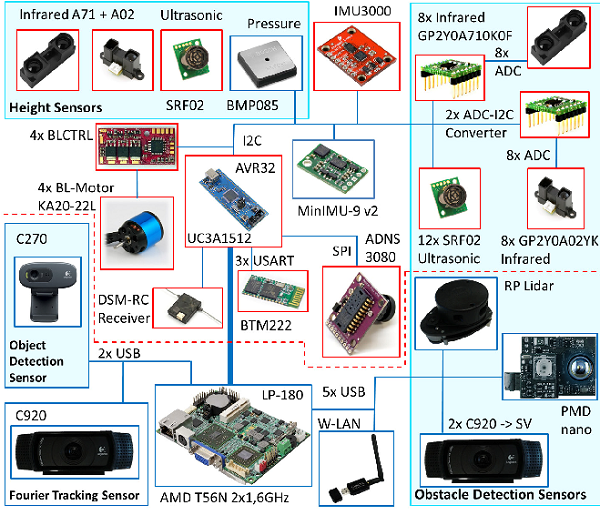 Infrared A71 + A02
Ultrasonic
Pressure
Height Sensors
SRF02
BMP085
IMU3000
8x Infrared
GP2Y0A710K0F
8x
ADC
2x ADC-I2C
Converter
8x ADC
4x BLCTRL
I2C
AVR32
UC3A1512
MinIMU-9 v2
12x SRF02
Ultrasonic
8x GP2Y0A02YK
Infrared
4x BL-Motor
KA20-22L
DSM-RC
Receiver
3x USART
BTM222
SPI
ADNS
3080
C270
Object
Detection
Sensor
2x USB
RP Lidar
PMD
nano
C920
Fourier Tracking Sensor
LP-180
AMD T56N 2x1,6GHz
5x USB
W-LAN
2x C920 -> SV
Obstacle Detection Sensors